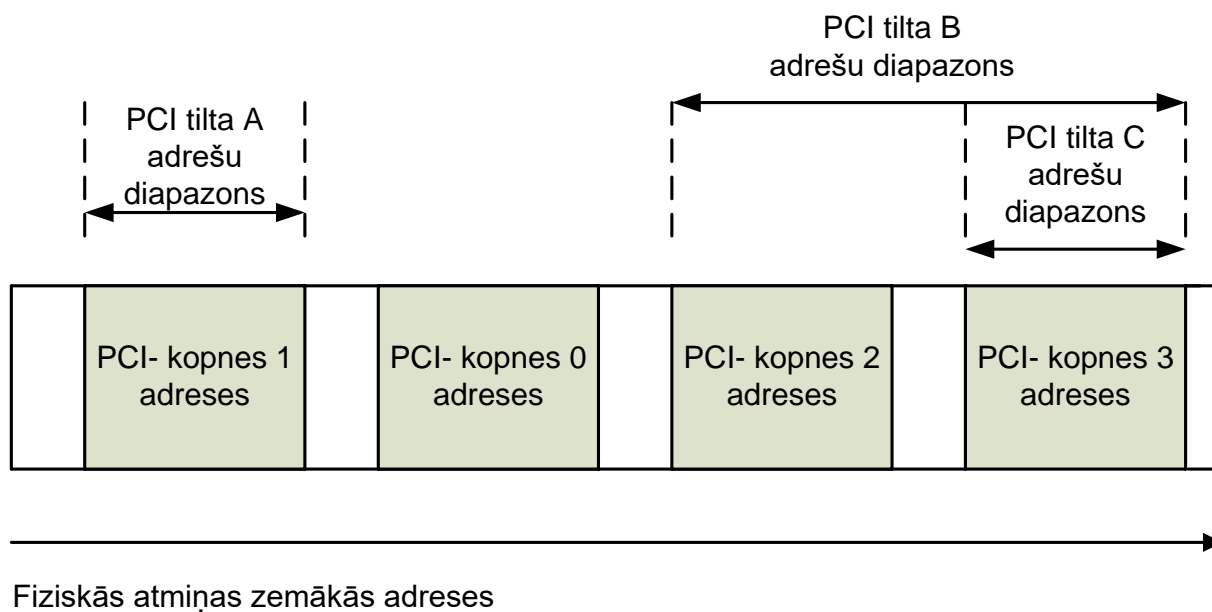 PCI tilta B
adrešu diapazons
PCI tilta A
adrešu
diapazons
PCI tilta C
adrešu
diapazons
PCI- kopnes 1
adreses
PCI- kopnes 0
adreses
PCI- kopnes 2
adreses
PCI- kopnes 3
adreses
Fiziskās atmiņas zemākās adreses